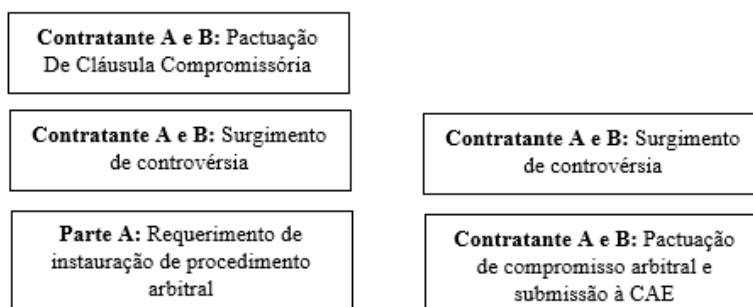 Contratante A e B: Pactuação
De Cláusula Compromissória
Contratante A e B: Surgimento
de controvérsia
Parte A: Requerimento de
instauração de procedimento
arbitral
Contratante A e B: Surgimento
de controvérsia
Contratante A e B: Pactuação
de compromisso arbitral e
submissão à CAE